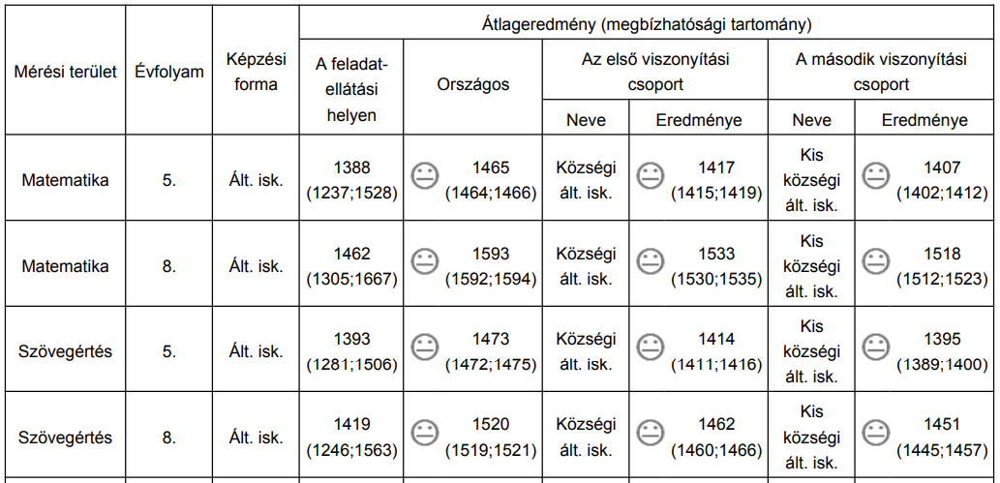 Átlageredmény (megbízhatósági tartomány)
Mérési terület
Évfolyam
Képzési
forma
A feladat-
ellátási
helyen
Országos
Az első viszonyítási
csoport
A második viszonyítási
csoport
Neve
Eredménye
Neve
Eredménye
Matematika
5.
Ált. isk.
1388
(1237;1528)
1465
(1464;1466)
Községi
ált. isk.
1417
(1415;1419)
Kis
községi
ált. isk.
1407
(1402;1412)
Matematika
8.
Ált. isk.
1462
(1305;1667)
1593
(1592;1594)
Községi
ált. isk.
1533
(1530;1535)
Kis
községi
ált. isk.
1518
(1512;1523)
Szövegértés
5.
Ált. isk.
1393
(1281;1506)
1473
(1472;1475)
Községi
ált. isk.
1414
(1411;1416)
Kis
községi
ált. isk.
1395
(1389;1400)
Szövegértés
8.
Ált. isk.
1419
(1246;1563)
1520
(1519;1521)
Községi
ált. isk.
1462
(1460;1466)
Kis
községi
ált. isk.
1451
(1445;1457)